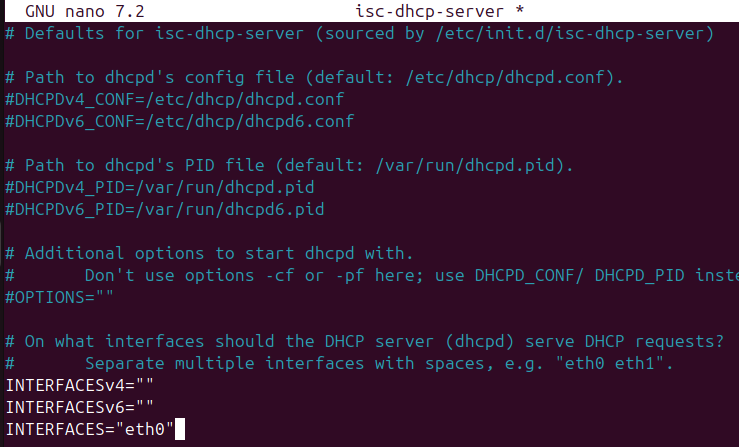 GNU nano 7.2 isc-dhcp-server *
# Defaults for isc-dhcp-server (sourced by /etc/init.d/isc-dhcp-server)
# Path to dhcpd's config file (default: /etc/dhcp/dhcpd.conf).
#DHCPDv4_CONF=/etc/dhcp/dhcpd.conf
#DHCPDv6_CONF=/etc/dhcp/dhcpd6.conf
# Path to dhcpd's PID file (default: /var/run/dhcpd.pid).
#DHCPDv4_PID=/var/run/dhcpd.pid
#DHCPDv6_PID=/var/run/dhcpd6.pid
# Additional options to start dhcpd with.
#       Don't use options -cf or -pf here; use DHCPD_CONF/ DHCPD_PID inste
#OPTIONS=""
# On what interfaces should the DHCP server (dhcpd) serve DHCP requests?
#       Separate multiple interfaces with spaces, e.g. "eth0 eth1".
INTERFACESv4=""
INTERFACESv6=""
INTERFACES="eth0"